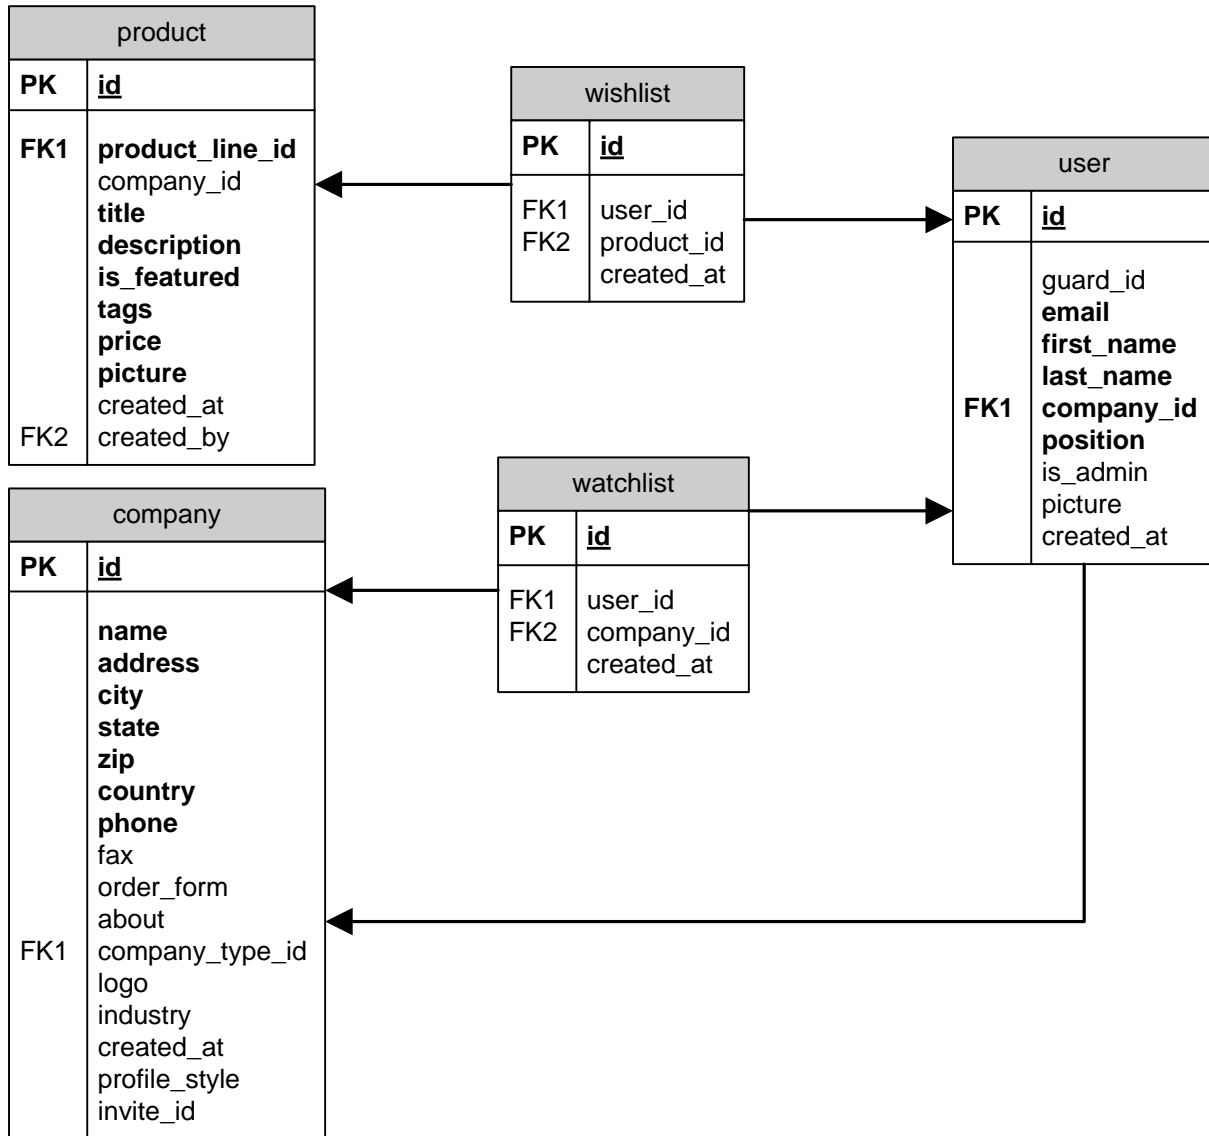 product
PK id
FK1 product_line_id
company_id
title
description
is_featured
tags
price
picture
created_at
FK2 created_by
wishlist
PK id
FK1 user_id
FK2 product_id
created_at
user
PK id
guard_id
email
first_name
last_name
FK1 company_id
position
is_admin
picture
created_at
watchlist
PK id
FK1 user_id
FK2 company_id
created_at
company
PK id
name
address
city
state
zip
country
phone
fax
order_form
about
FK1 company_type_id
logo
industry
created_at
profile_style
invite_id